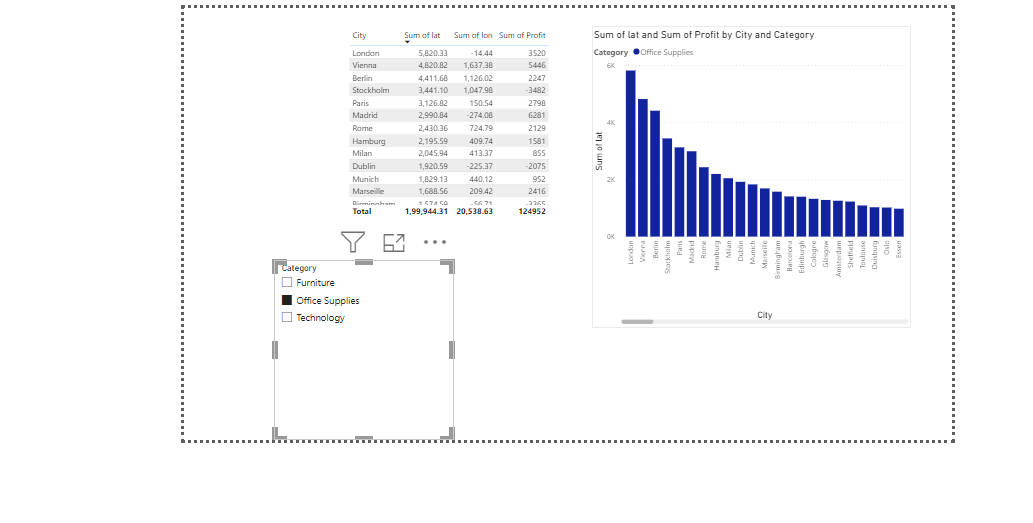 City Sum of lat Sum of lon Sum of Profit
London 5,820.33 -14.44 3520
Vienna 4,820.82 1,637.38 5446
Berlin 4,411.68 1,126.02 2247
Stockholm 3,441.10 1,047.98 -3482
Paris 3,126.82 150.54 2798
Madrid 2,990.84 -274.08 6281
Rome 2,430.36 724.79 2129
Hamburg 2,195.59 409.74 1581
Milan 2,045.94 413.37 855
Dublin 1,920.59 -225.37 -2075
Munich 1,829.13 440.12 952
Marseille 1,688.56 209.42 2416
Birmingham 1,574.59 -56.71 -3365
Total 1,99,944.31 20,538.63 124952
Sum of lat and Sum of Profit by City and Category
Category Office Supplies
6K
4K
2K
0K
Sum of lat
London
Vienna
Berlin
Stockholm
Paris
Madrid
Rome
Hamburg
Milan
Dublin
Munich
Marseille
Birmingham
Barcelona
Edinburgh
Cologne
Glasgow
Amsterdam
Sheffield
Toulouse
Duisburg
Oslo
Essen
City
Category
Furniture
Office Supplies
Technology